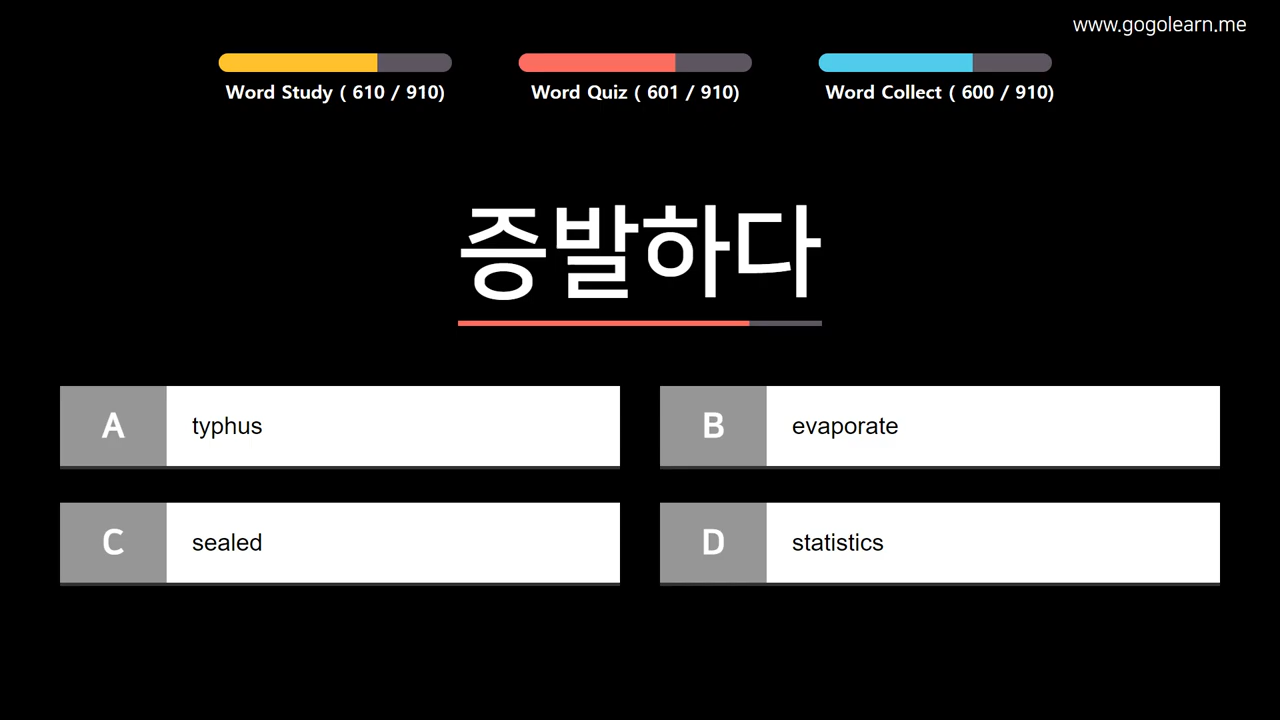 www.gogolearn.me
Word Study ( 610 / 910)
Word Quiz ( 601 / 910)
Word Collect ( 600 / 910)
증발하다
A typhus
B evaporate
C sealed
D statistics